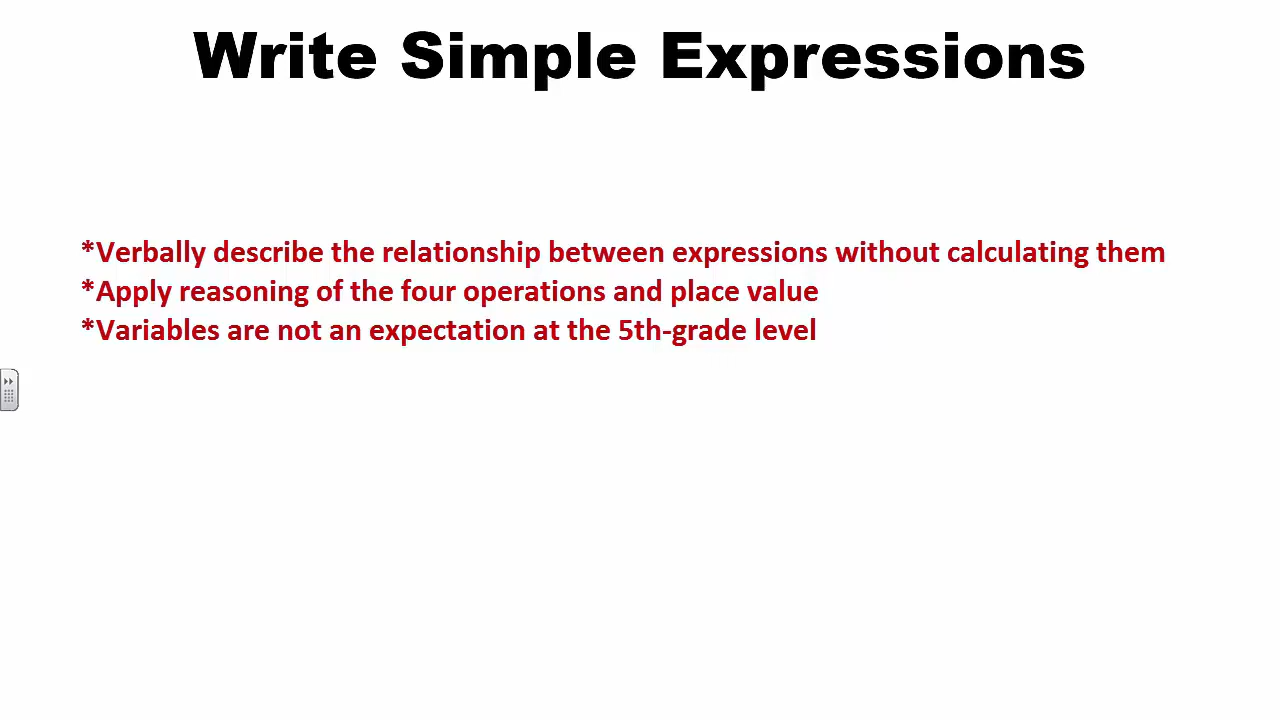 Write Simple Expressions
*Verbally describe the relationship between expressions without calculating them
*Apply reasoning of the four operations and place value
*Variables are not an expectation at the 5th-grade level